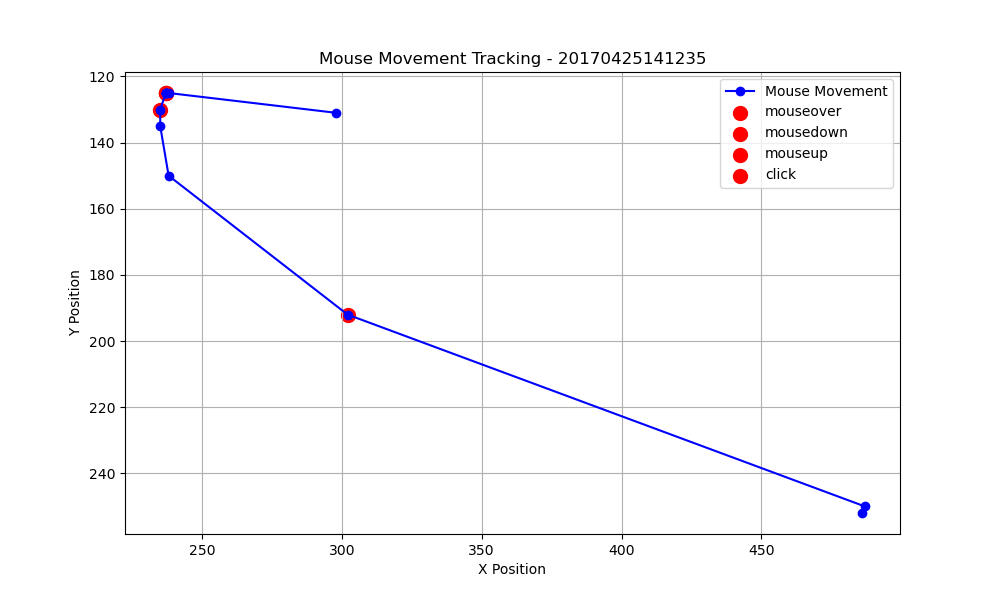 Mouse Movement Tracking - 20170425141235
Mouse Movement
mouseover
mousedown
mouseup
click
120
140
160
180
200
220
240
Y Position
250
300
350
400
450
X Position